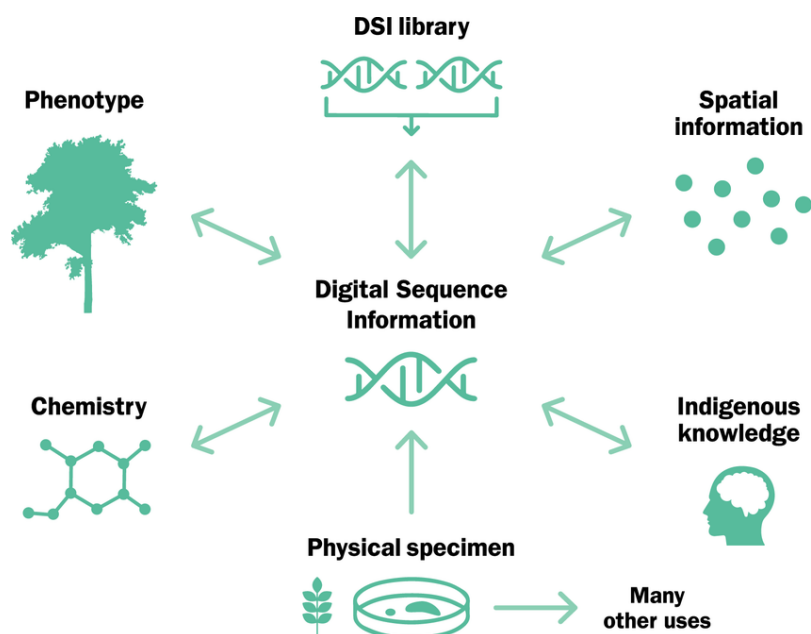 DSI library
Phenotype
Spatial
information
Digital Sequence
Information
Chemistry
Indigenous
knowledge
Physical specimen
Many
other uses